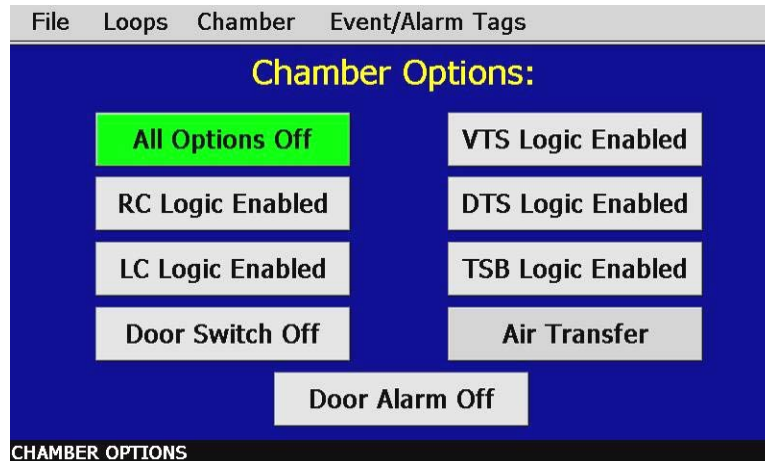 File Loops Chamber Event/Alarm Tags
Chamber Options:
All Options Off VTS Logic Enabled
RC Logic Enabled DTS Logic Enabled
LC Logic Enabled TSB Logic Enabled
Door Switch Off Air Transfer
Door Alarm Off
CHAMBER OPTIONS